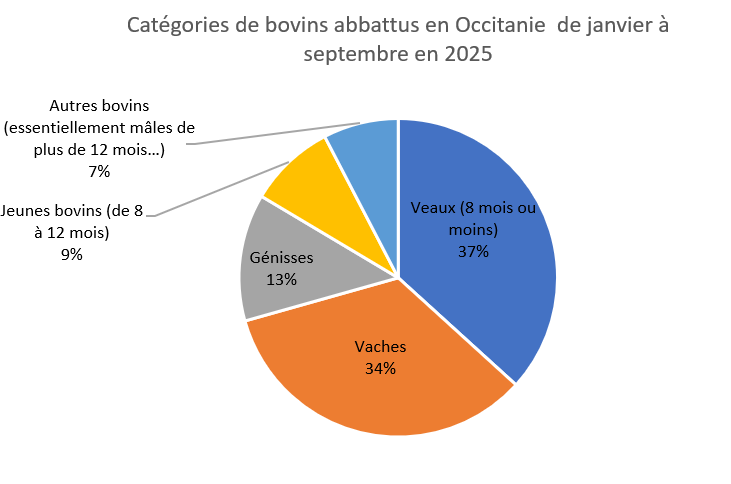 Catégories de bovins abbattus en Occitanie  de janvier à
septembre en 2025
Autres bovins
(essentiellement mâles de
plus de 12 mois...)
7%
Jeunes bovins (de 8
à 12 mois)
9%
Génisses
13%
Veaux (8 mois ou
moins)
37%
Vaches
34%